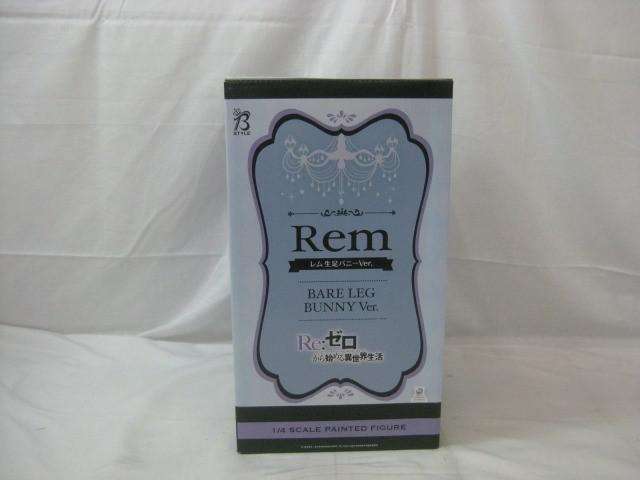 B
STYLE
Rem
レム 生足バニーVer.
BARE LEG
BUNNY Ver.
Re:ゼロ
から始める異世界生活
1/4 SCALE PAINTED FIGURE